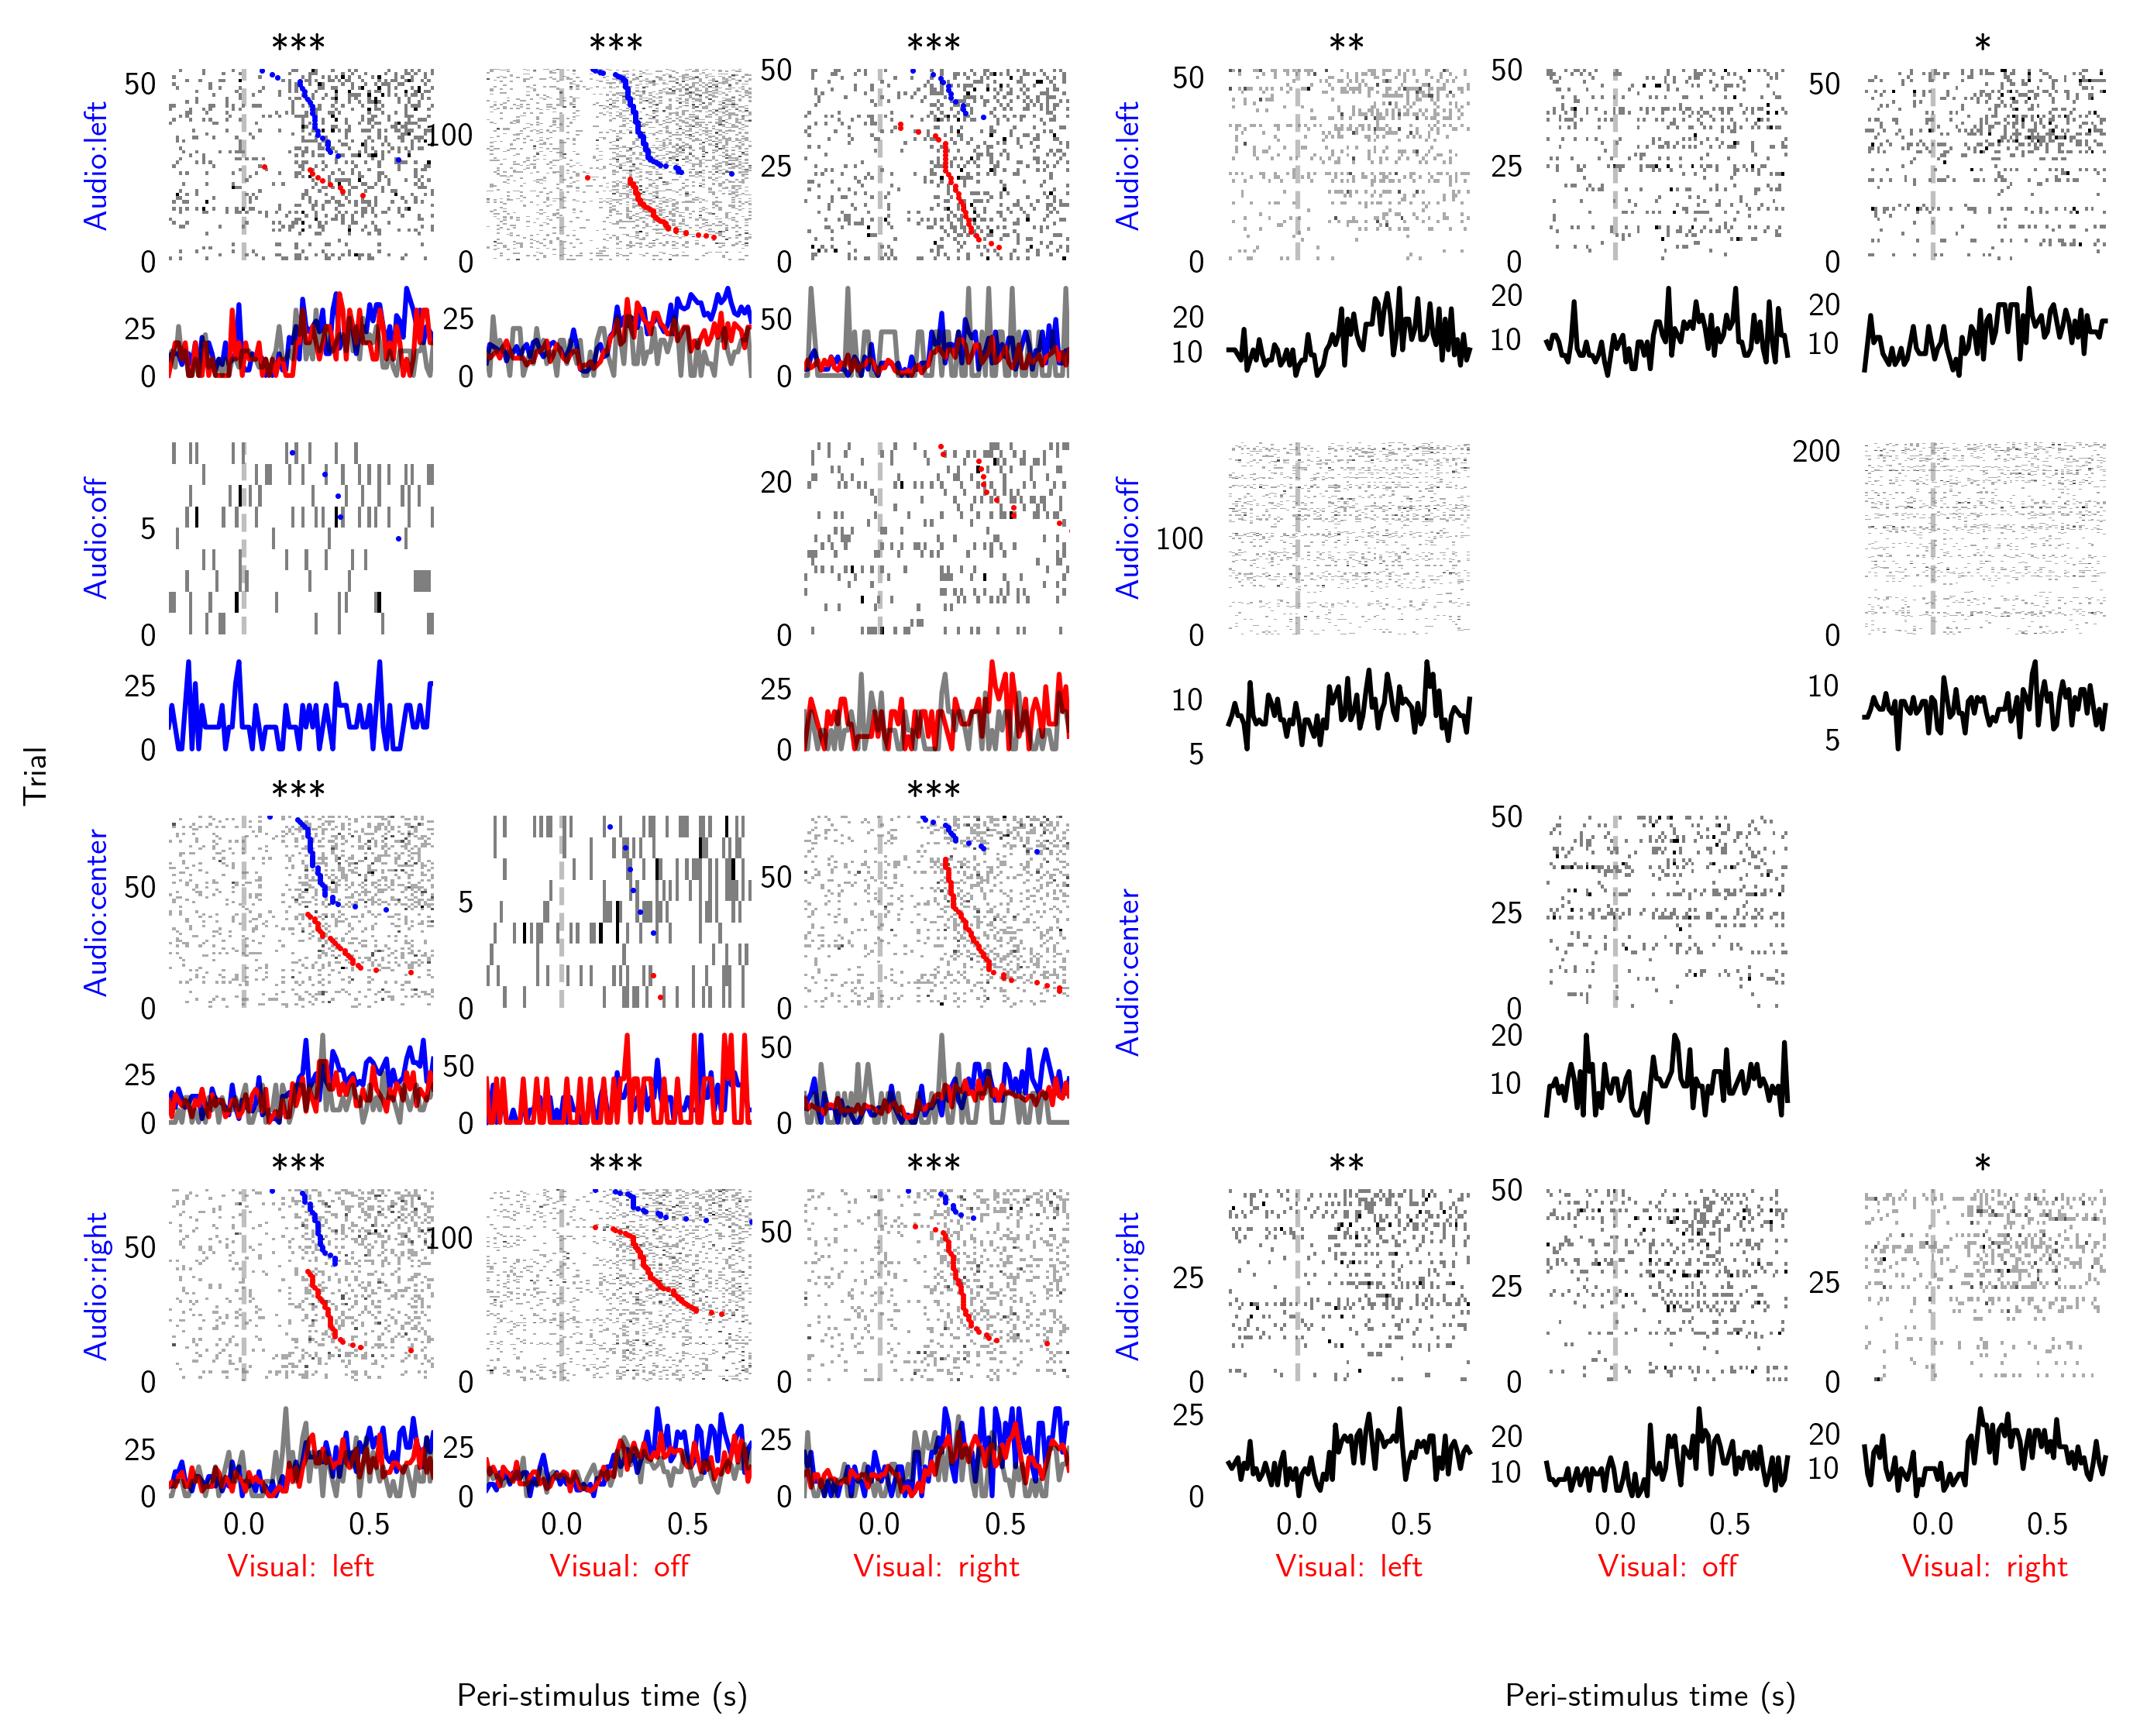 *** *** *** ** *
Audio:left 50 0 100 0 50 25 0 Audio:left 50 0 50 25 0 50 0
25 0 25 0 50 0 20 10 20 10 20 10
Audio:off 5 0 20 0 Audio:off 100 0 200 0
25 0 25 0 10 5 10 5
Trial
*** ***
Audio:center 50 0 5 0 50 0 Audio:center 50 25 0
25 0 50 0 50 0 20 10
*** *** *** ** *
Audio:right 50 0 100 0 50 0 Audio:right 25 0 50 25 0 25 0
25 0 25 0 25 0 25 0 20 10 20 10
0.0 0.5 0.0 0.5 0.0 0.5 0.0 0.5 0.0 0.5 0.0 0.5
Visual: left Visual: off Visual: right Visual: left Visual: off Visual: right
Peri-stimulus time (s) Peri-stimulus time (s)